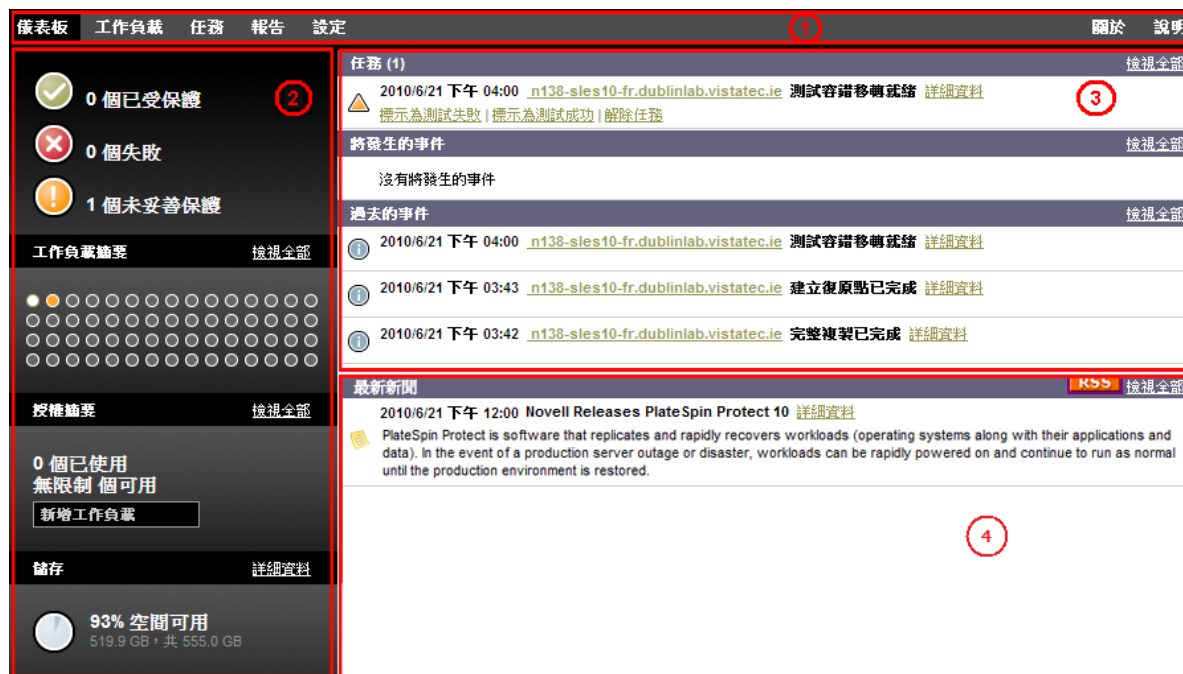 儀表板 工作負載 任務 報告 設定 1 關於 說明
0 個已受保護 2
0 個失敗
1 個未妥善保護
工作負載摘要 檢視全部
授權摘要 檢視全部
0 個已使用
無限制 個可用
新增工作負載
儲存 詳細資料
93% 空間可用
519.9 GB，共 555.0 GB
任務 (1) 檢視全部
2010/6/21 下午 04:00 _n138-sles10-fr.dublinlab.vistatec.ie 測試容錯移轉就緒 詳細資料 3
標示為測試失敗 | 標示為測試成功 | 解除任務
將發生的事件 檢視全部
沒有將發生的事件
過去的事件 檢視全部
2010/6/21 下午 04:00 _n138-sles10-fr.dublinlab.vistatec.ie 測試容錯移轉就緒 詳細資料
2010/6/21 下午 03:43 _n138-sles10-fr.dublinlab.vistatec.ie 建立復原點已完成 詳細資料
2010/6/21 下午 03:42 _n138-sles10-fr.dublinlab.vistatec.ie 完整複製已完成 詳細資料
最新新聞 RSS 檢視全部
2010/6/21 下午 12:00 Novell Releases PlateSpin Protect 10 詳細資料
PlateSpin Protect is software that replicates and rapidly recovers workloads (operating systems along with their applications and
data). In the event of a production server outage or disaster, workloads can be rapidly powered on and continue to run as normal
until the production environment is restored.
4